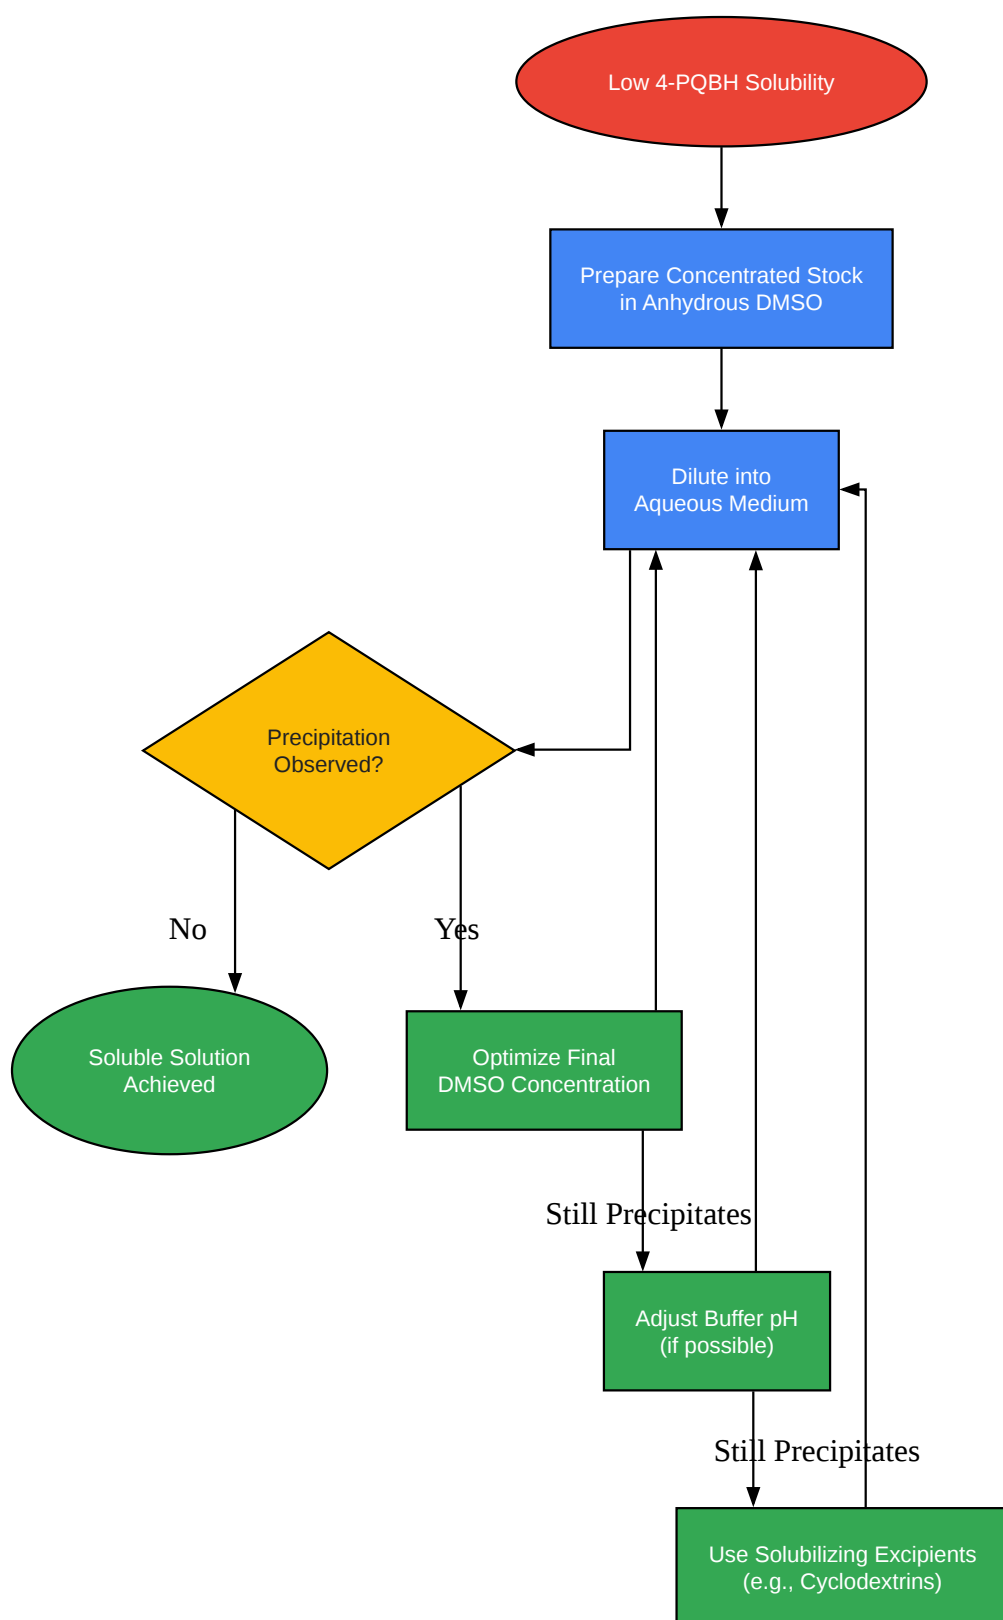 Low 4-PQBH Solubility
Prepare Concentrated Stock
in Anhydrous DMSO
Dilute into
Aqueous Medium
Precipitation
Observed?
No
Yes
Soluble Solution
Achieved
Optimize Final
DMSO Concentration
Still Precipitates
Adjust Buffer pH
(if possible)
Still Precipitates
Use Solubilizing Excipients
(e.g., Cyclodextrins)